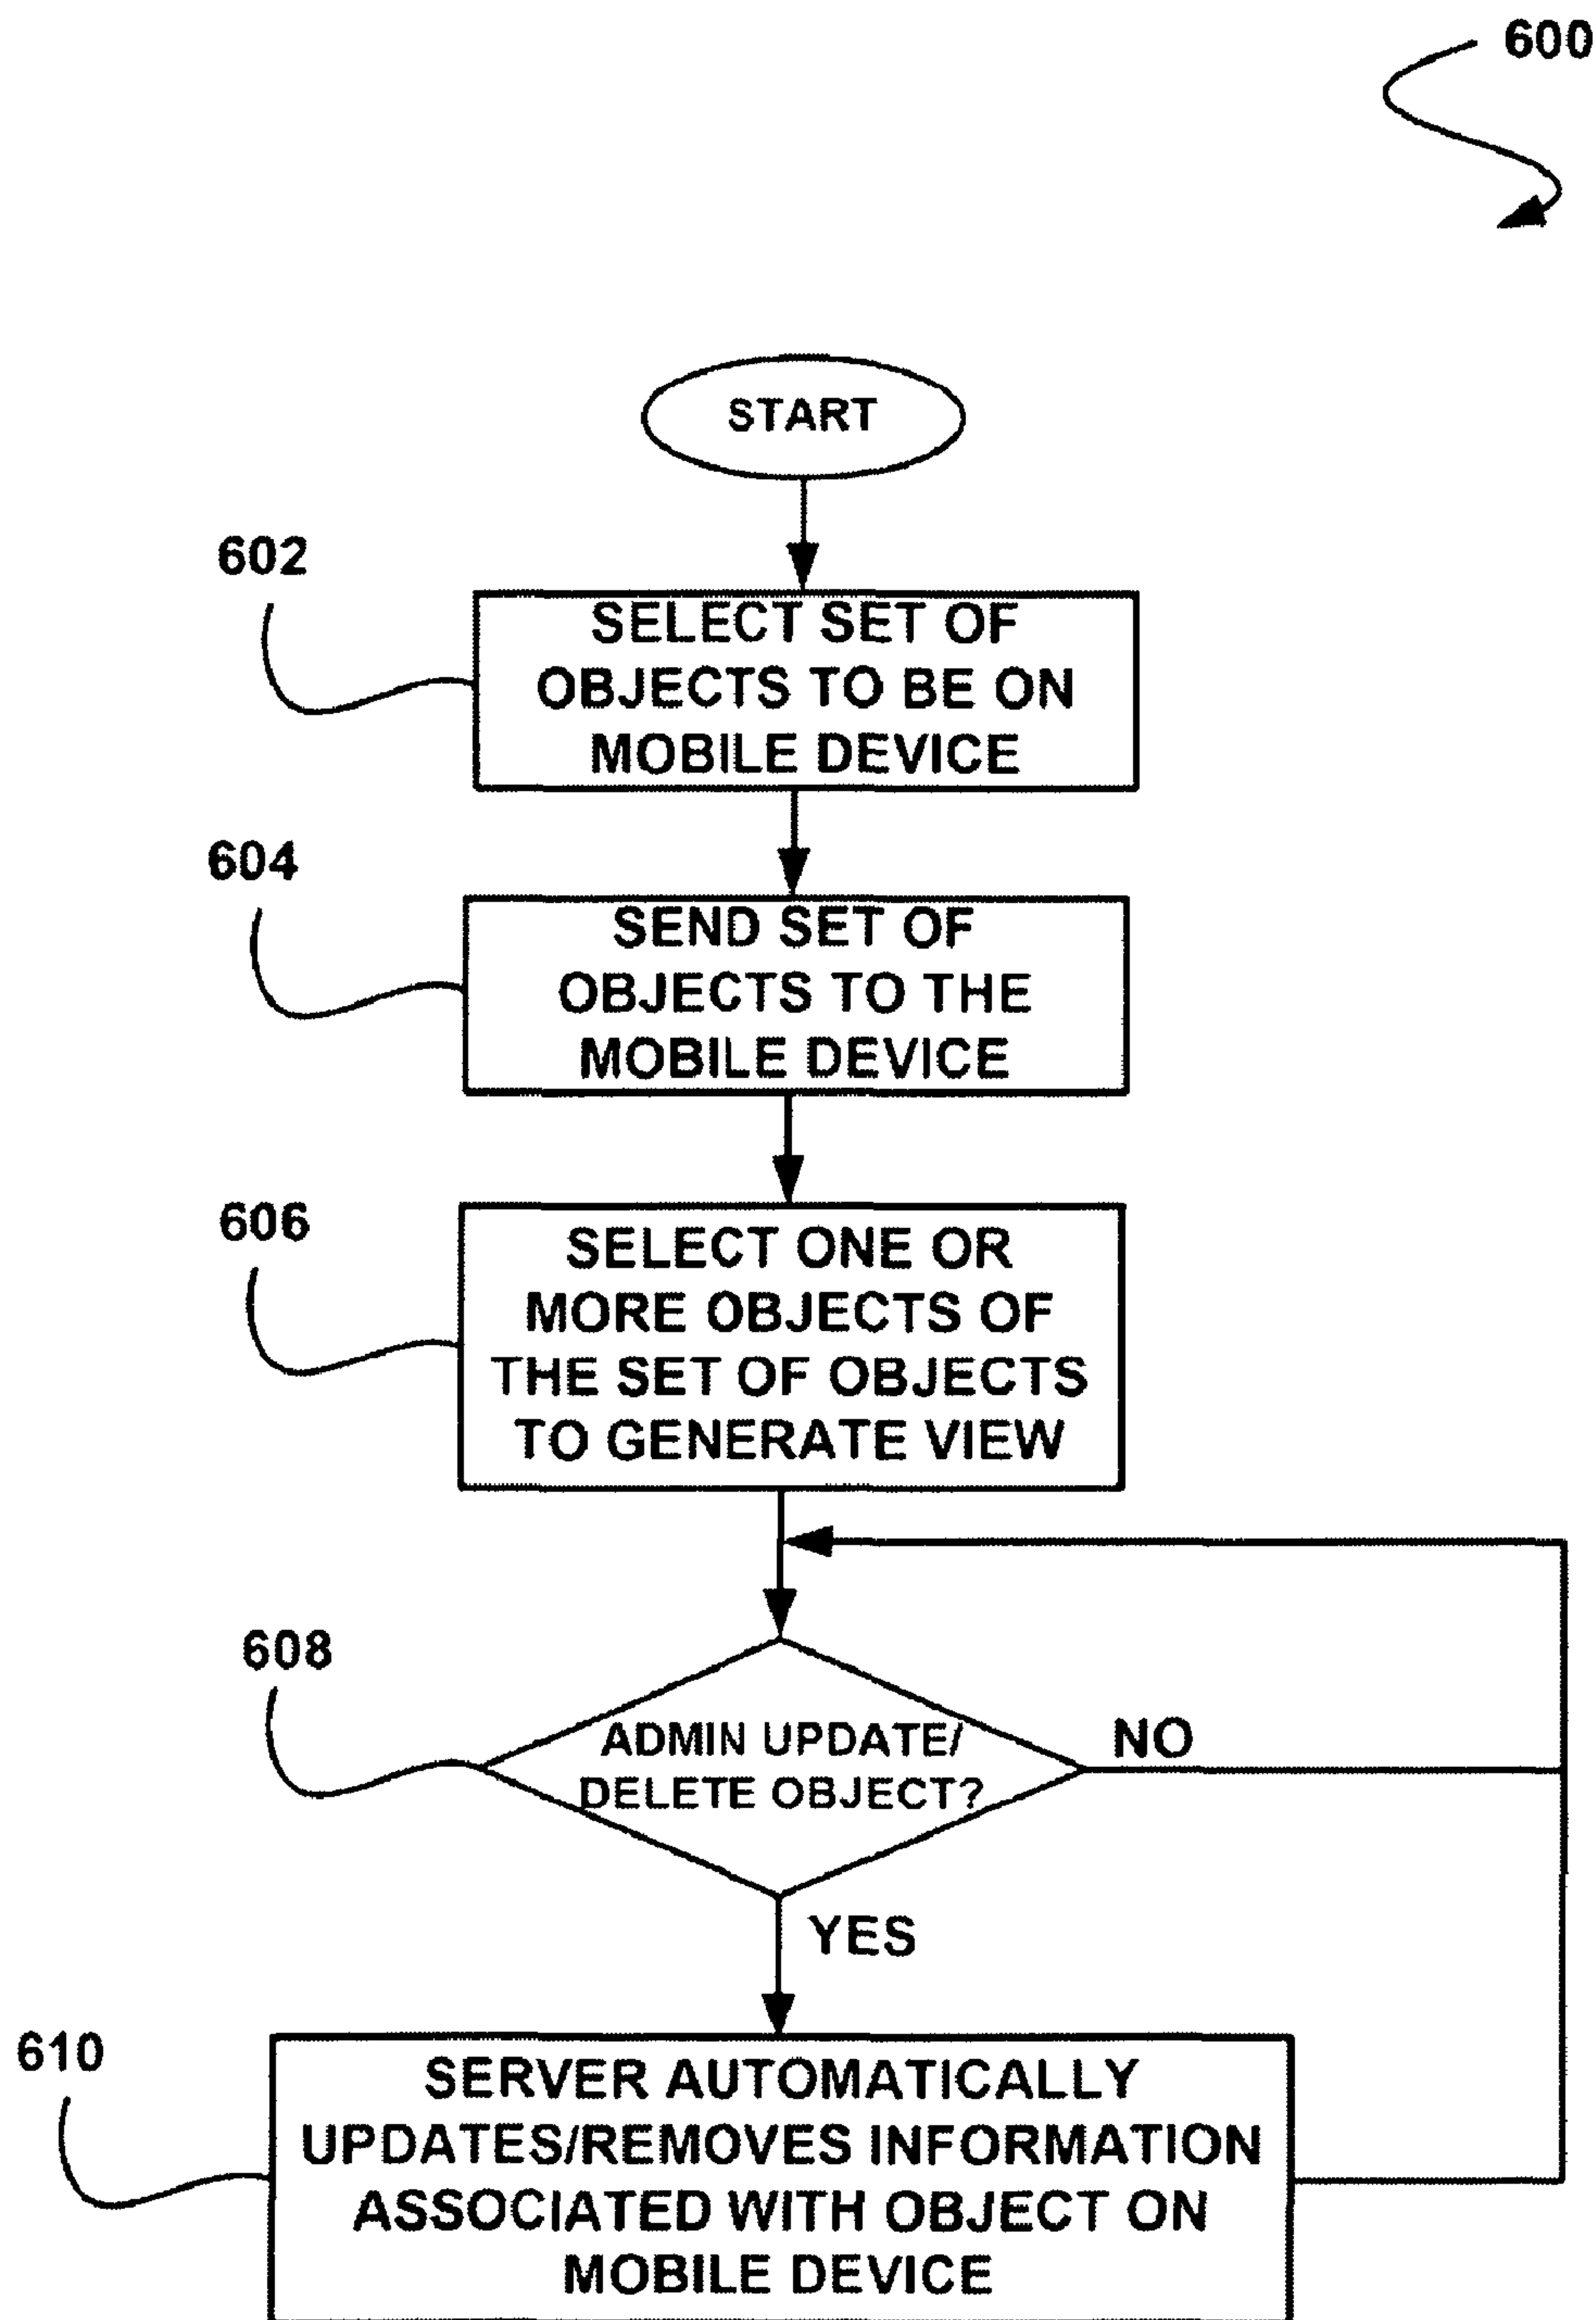 600
START
602
SELECT SET OF
OBJECTS TO BE ON
MOBILE DEVICE
604
SEND SET OF
OBJECTS TO THE
MOBILE DEVICE
606
SELECT ONE OR
MORE OBJECTS OF
THE SET OF OBJECTS
TO GENERATE VIEW
608
ADMIN UPDATE/
DELETE OBJECT?
NO
YES
610
SERVER AUTOMATICALLY
UPDATES/REMOVES INFORMATION
ASSOCIATED WITH OBJECT ON
MOBILE DEVICE